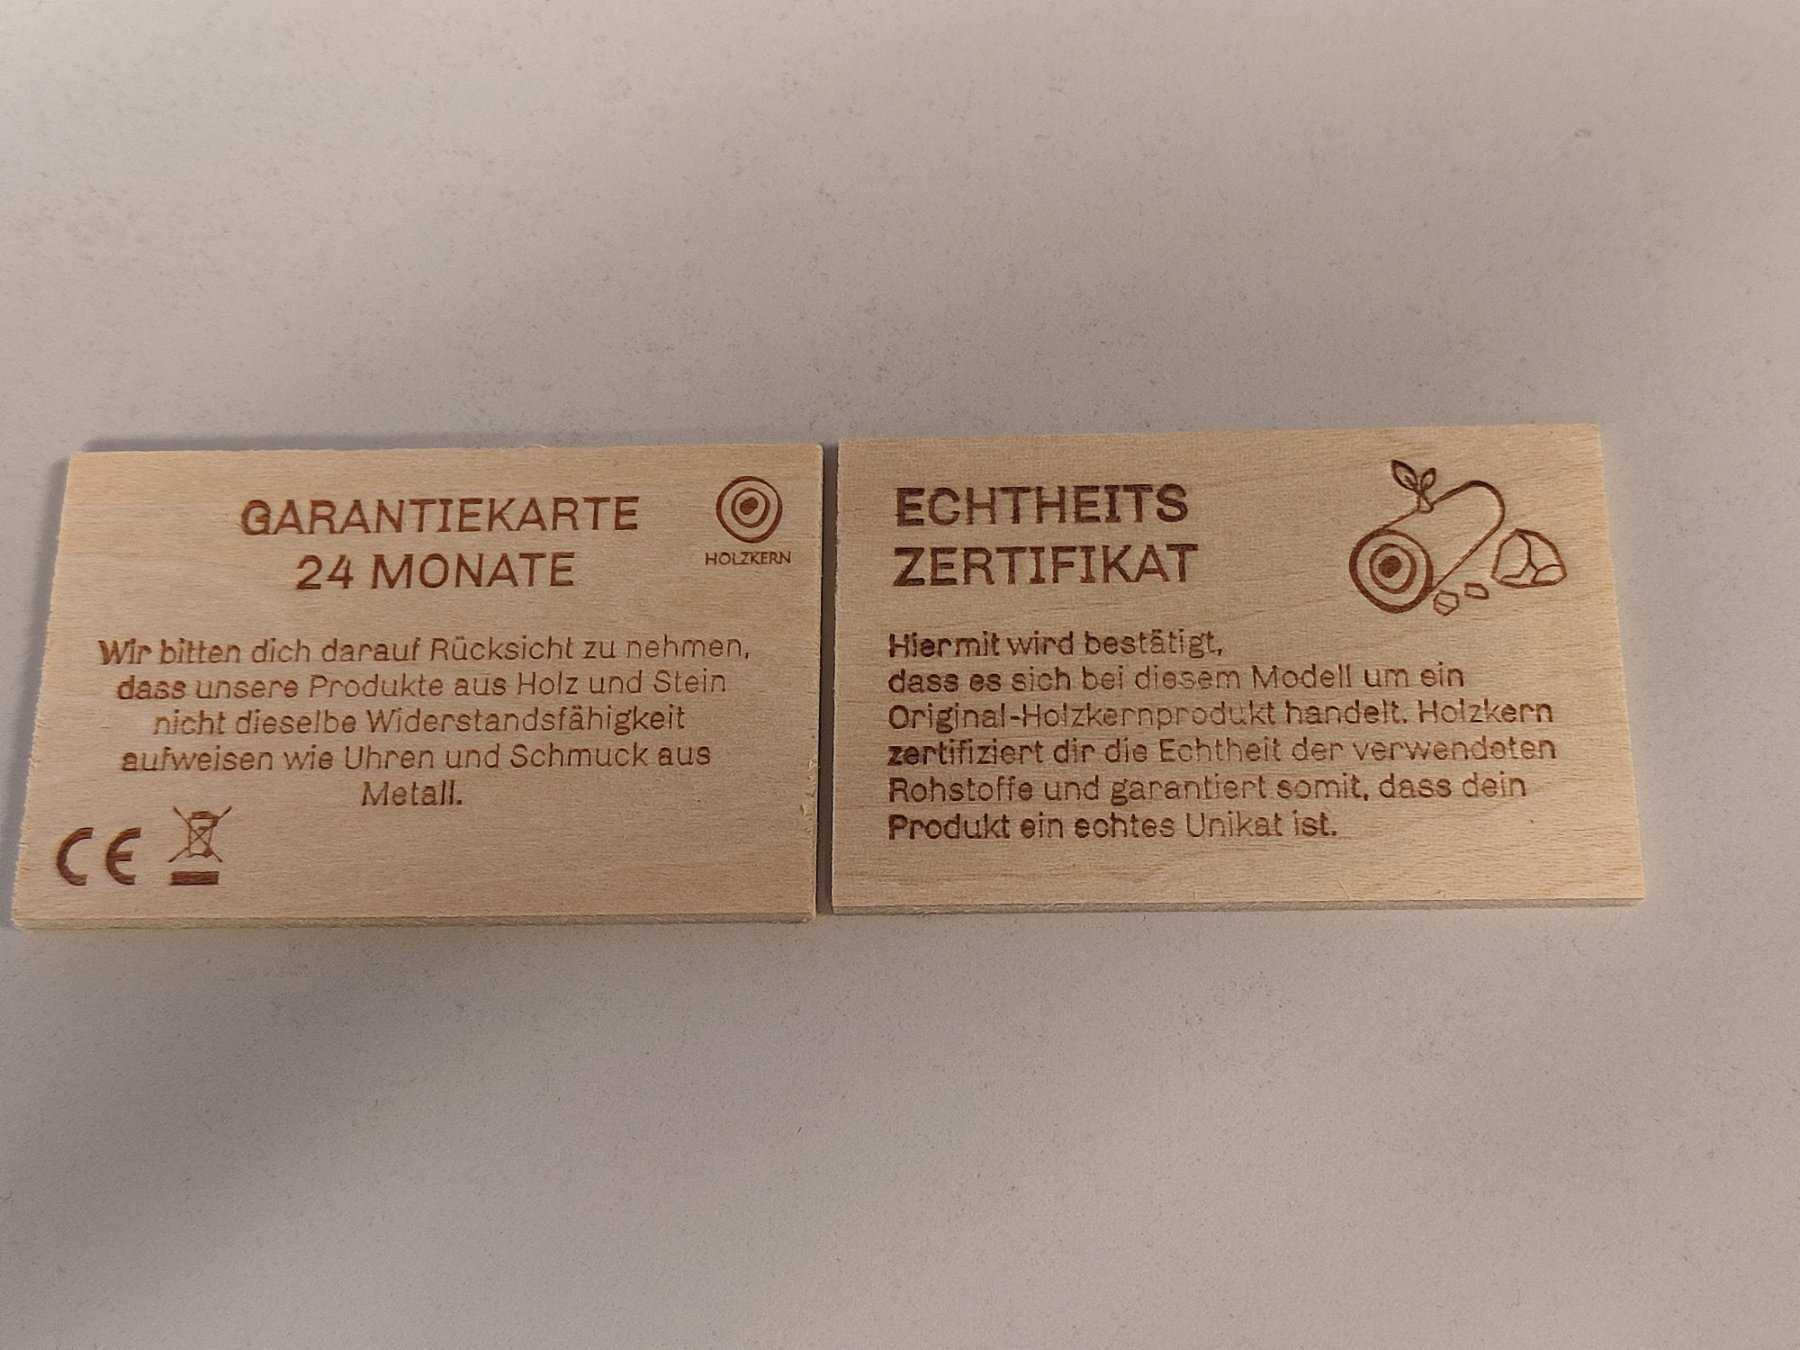 GARANTIEKARTE
24 MONATE
HOLZKERN
Wir bitten dich darauf Rücksicht zu nehmen,
dass unsere Produkte aus Holz und Stein
nicht dieselbe Widerstandsfähigkeit
aufweisen wie Uhren und Schmuck aus
Metall.
CE
ECHTHEITS
ZERTIFIKAT
Hiermit wird bestätigt,
dass es sich bei diesem Modell um ein
Original-Holzkernprodukt handelt. Holzkern
zertifiziert dir die Echtheit der verwendeten
Rohstoffe und garantiert somit, dass dein
Produkt ein echtes Unikat ist.